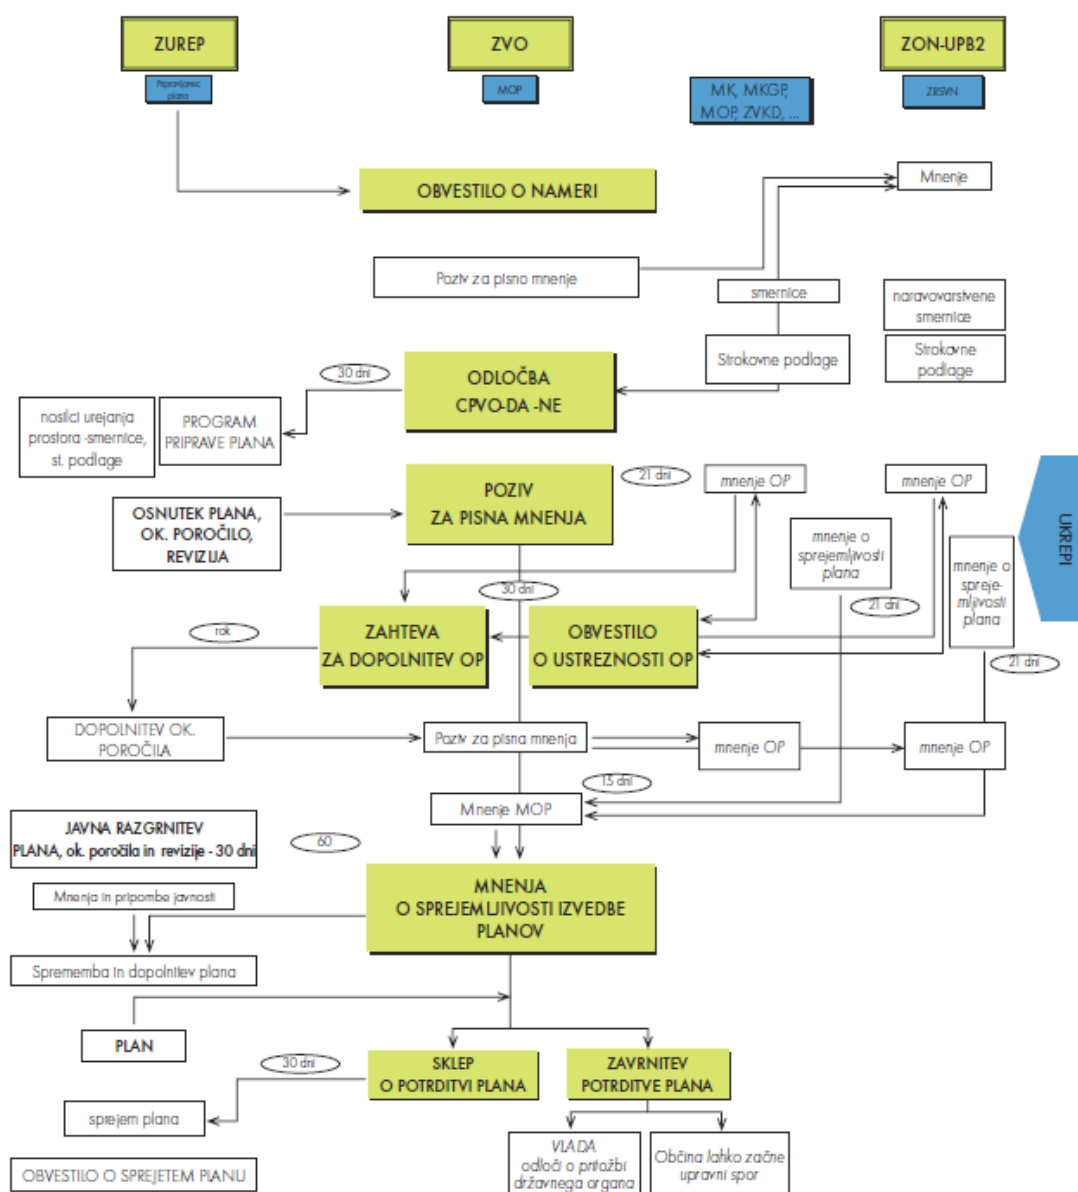 ZUREP
ZVO
ZON-UPB2
Pripravljavec
plana
MOP
MK, MKGP,
MOP, ZVKD, ...
ZRSVN
OBVESTILO O NAMERI
Mnenje
Poziv za pisno mnenje
smernice
naravovarstvene
smernice
Strokovne podlage
Strokovne
podlage
30 dni
ODLOČBA
CPVO-DA -NE
nosilci urejanja
prostora -smernice,
st. podlage
PROGRAM
PRIPRAVE PLANA
21 dni
mnenje OP
mnenje OP
POZIV
ZA PISNA MNENJA
OSNUTEK PLANA,
OK. POROČILO,
REVIZIJA
UKREPI
mnenje o
sprejemljivosti
plana
mnenje o
spreje-
mljivosti
plana
30 dni
21 dni
rok
ZAHTEVA
ZA DOPOLNITEV OP
OBVESTILO
O USTREZNOSTI OP
21 dni
DOPOLNITEV OK.
POROČILA
Poziv za pisna mnenja
mnenje OP
mnenje OP
15 dni
Mnenje MOP
JAVNA RAZGRNITEV
PLANA, ok. poročila in revizije - 30 dni
60
Mnenja in pripombe javnosti
MNENJA
O SPREJEMLJIVOSTI IZVEDBE
PLANOV
Sprememba in dopolnitev plana
PLAN
30 dni
SKLEP
O POTRDITVI PLANA
ZAVRNITEV
POTRDITVE PLANA
sprejem plana
VLADA
odloči o pritožbi
državnega organa
Občina lahko začne
upravni spor
OBVESTILO O SPREJETEM PLANU